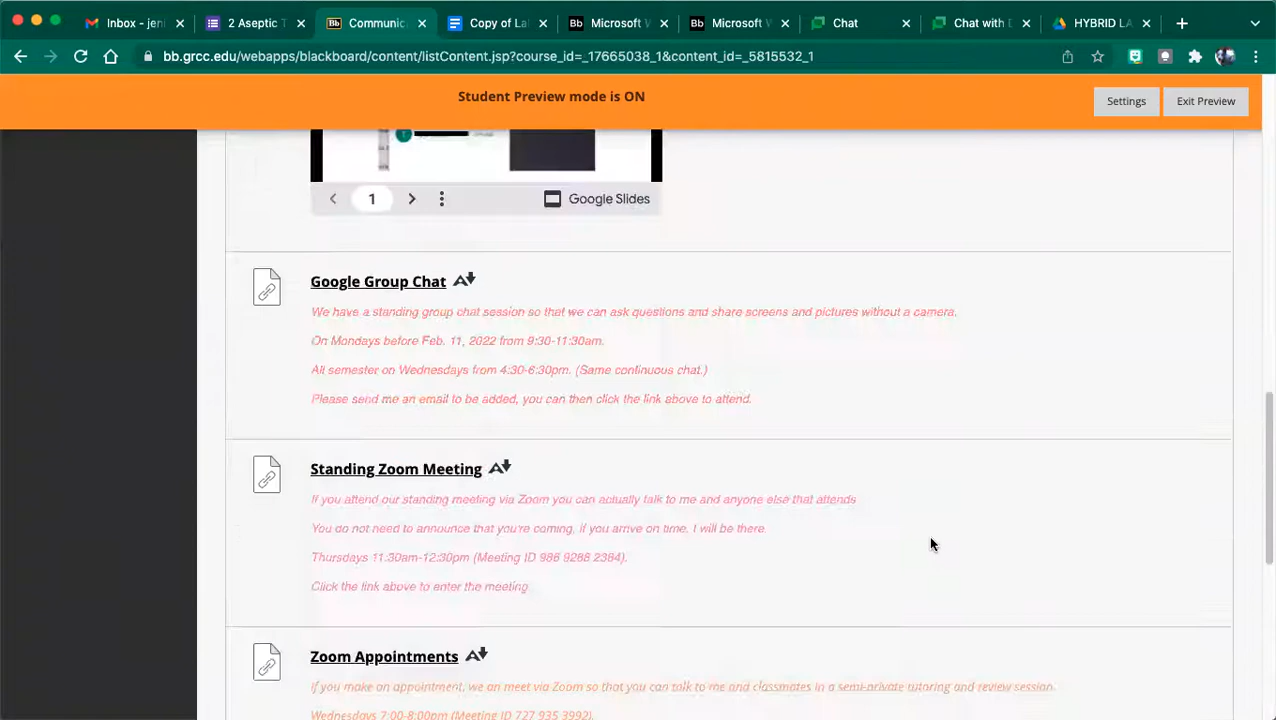 Inbox - jen
2 Aseptic T
Communic
Copy of La
Microsoft W
Microsoft W
Chat
Chat with D
HYBRID LA
bb.grcc.edu/webapps/blackboard/content/listContent.jsp?course_id=_17665038_1&content_id=_5815532_1
Student Preview mode is ON
Settings
Exit Preview
1
Google Slides
Google Group Chat
We have a standing group chat session so that we can ask questions and share screens and pictures without a camera.
On Mondays before Feb. 11, 2022 from 9:30-11:30am.
All semester on Wednesdays from 4:30-6:30pm. (Same continuous chat.)
Please send me an email to be added, you can then click the link above to attend.
Standing Zoom Meeting
If you attend our standing meeting via Zoom you can actually talk to me and anyone else that attends
You do not need to announce that you're coming, if you arrive on time, I will be there.
Thursdays 11:30am-12:30pm (Meeting ID 986 9288 2364).
Click the link above to enter the meeting
Zoom Appointments
If you make an appointment, we an meet via Zoom so that you can talk to me and classmates in a semi-private tutoring and review session.
Wednesdays 7:00-8:00pm (Meeting ID 727 935 3992).